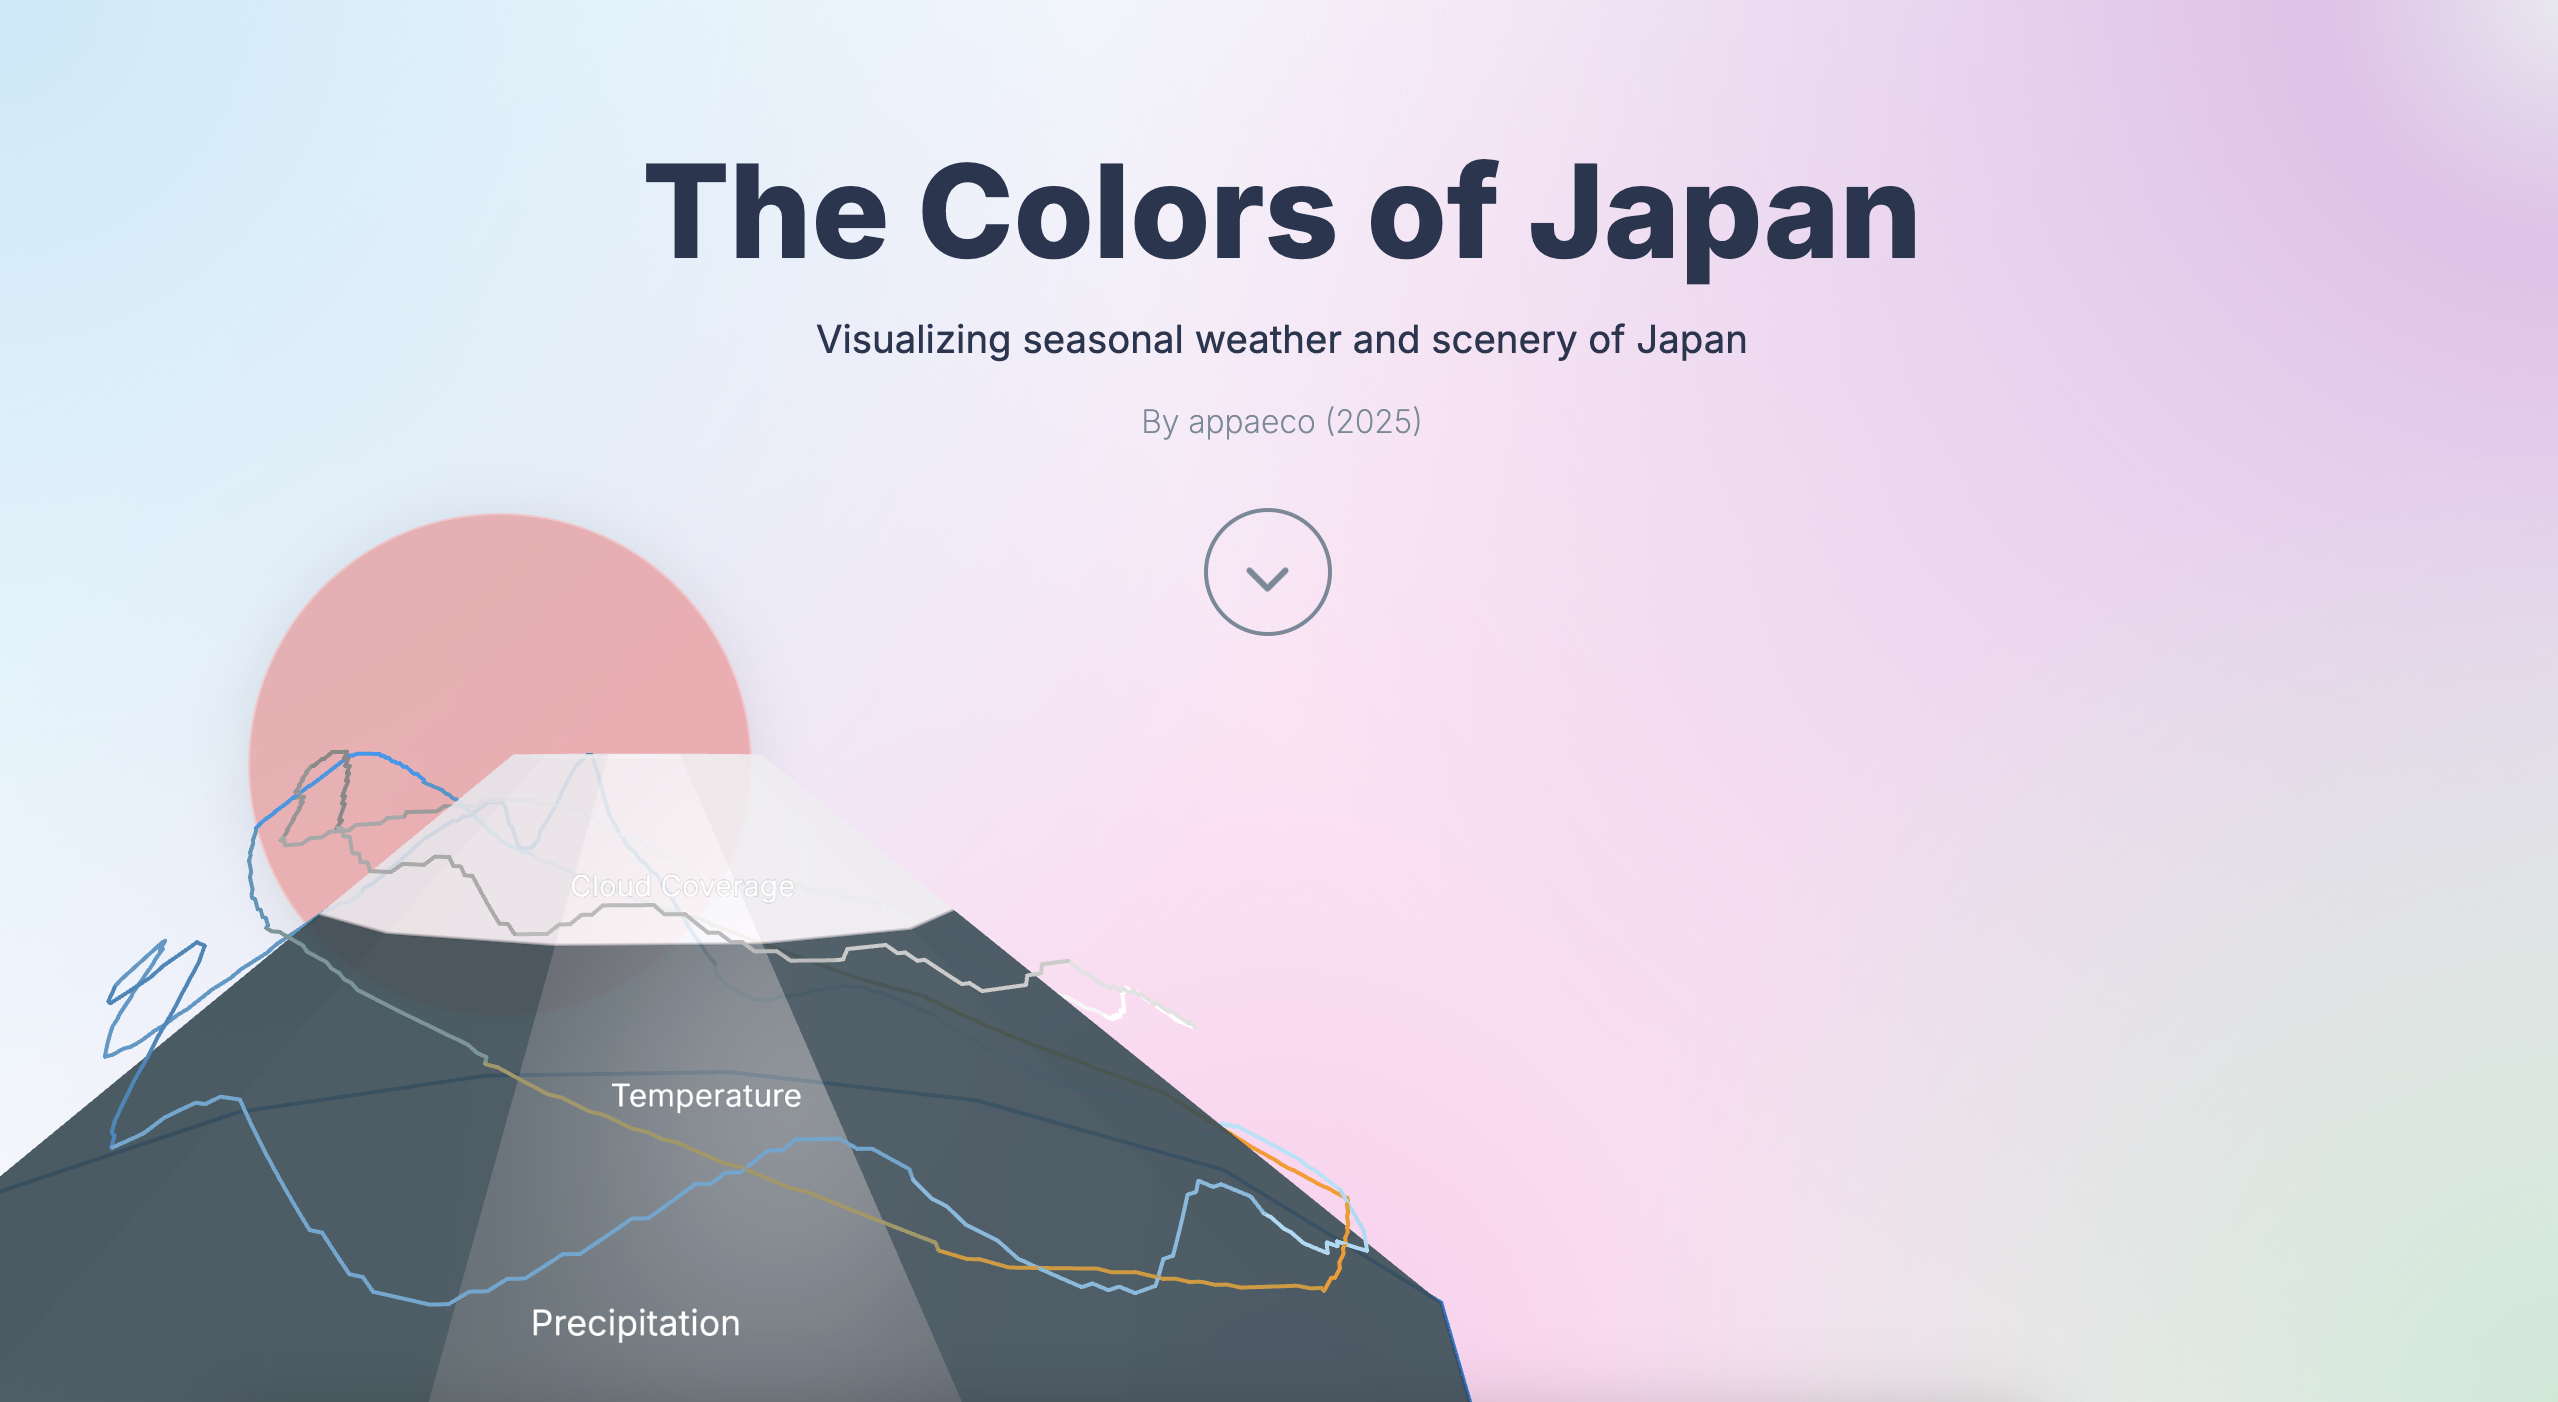 The Colors of Japan
Visualizing seasonal weather and scenery of Japan
By appaeco (2025)
Cloud Coverage
Temperature
Precipitation